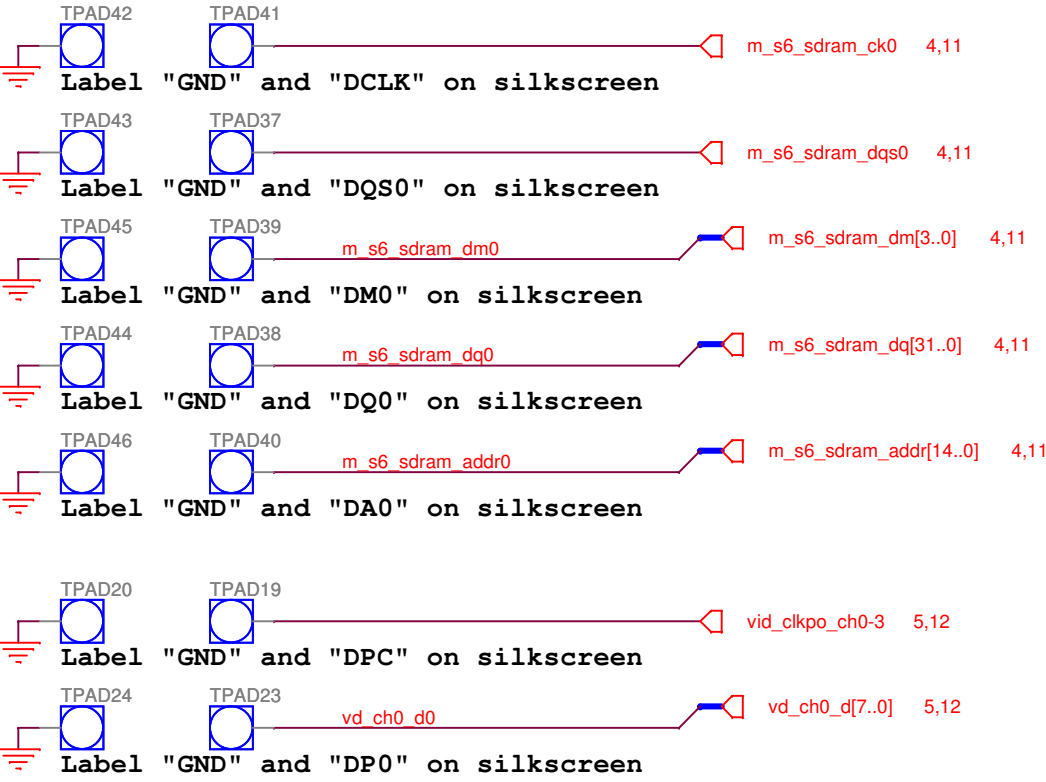 TPAD42 TPAD41
m_s6_sdram_ck0 4,11
Label "GND" and "DCLK" on silkscreen
TPAD43 TPAD37
m_s6_sdram_dqs0 4,11
Label "GND" and "DQS0" on silkscreen
TPAD45 TPAD39
m_s6_sdram_dm0 m_s6_sdram_dm[3..0] 4,11
Label "GND" and "DM0" on silkscreen
TPAD44 TPAD38
m_s6_sdram_dq0 m_s6_sdram_dq[31..0] 4,11
Label "GND" and "DQ0" on silkscreen
TPAD46 TPAD40
m_s6_sdram_addr0 m_s6_sdram_addr[14..0] 4,11
Label "GND" and "DA0" on silkscreen
TPAD20 TPAD19
vid_clkpo_ch0-3 5,12
Label "GND" and "DPC" on silkscreen
TPAD24 TPAD23
vd_ch0_d0 vd_ch0_d[7..0] 5,12
Label "GND" and "DP0" on silkscreen